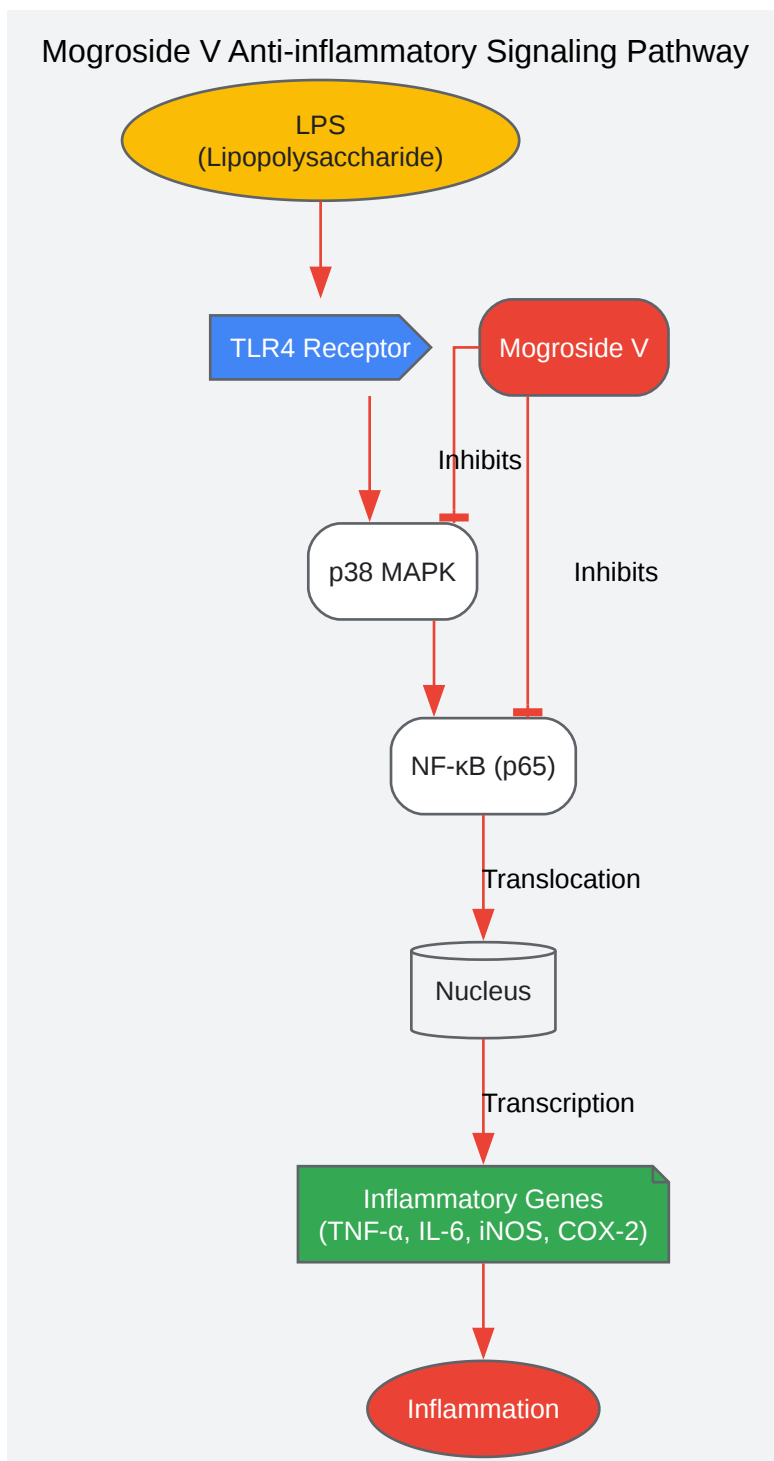 Mogroside V Anti-inflammatory Signaling Pathway
LPS
(Lipopolysaccharide)
TLR4 Receptor
Mogroside V
Inhibits
p38 MAPK
Inhibits
NF-κB (p65)
Translocation
Nucleus
Transcription
Inflammatory Genes
(TNF-α, IL-6, iNOS, COX-2)
Inflammation